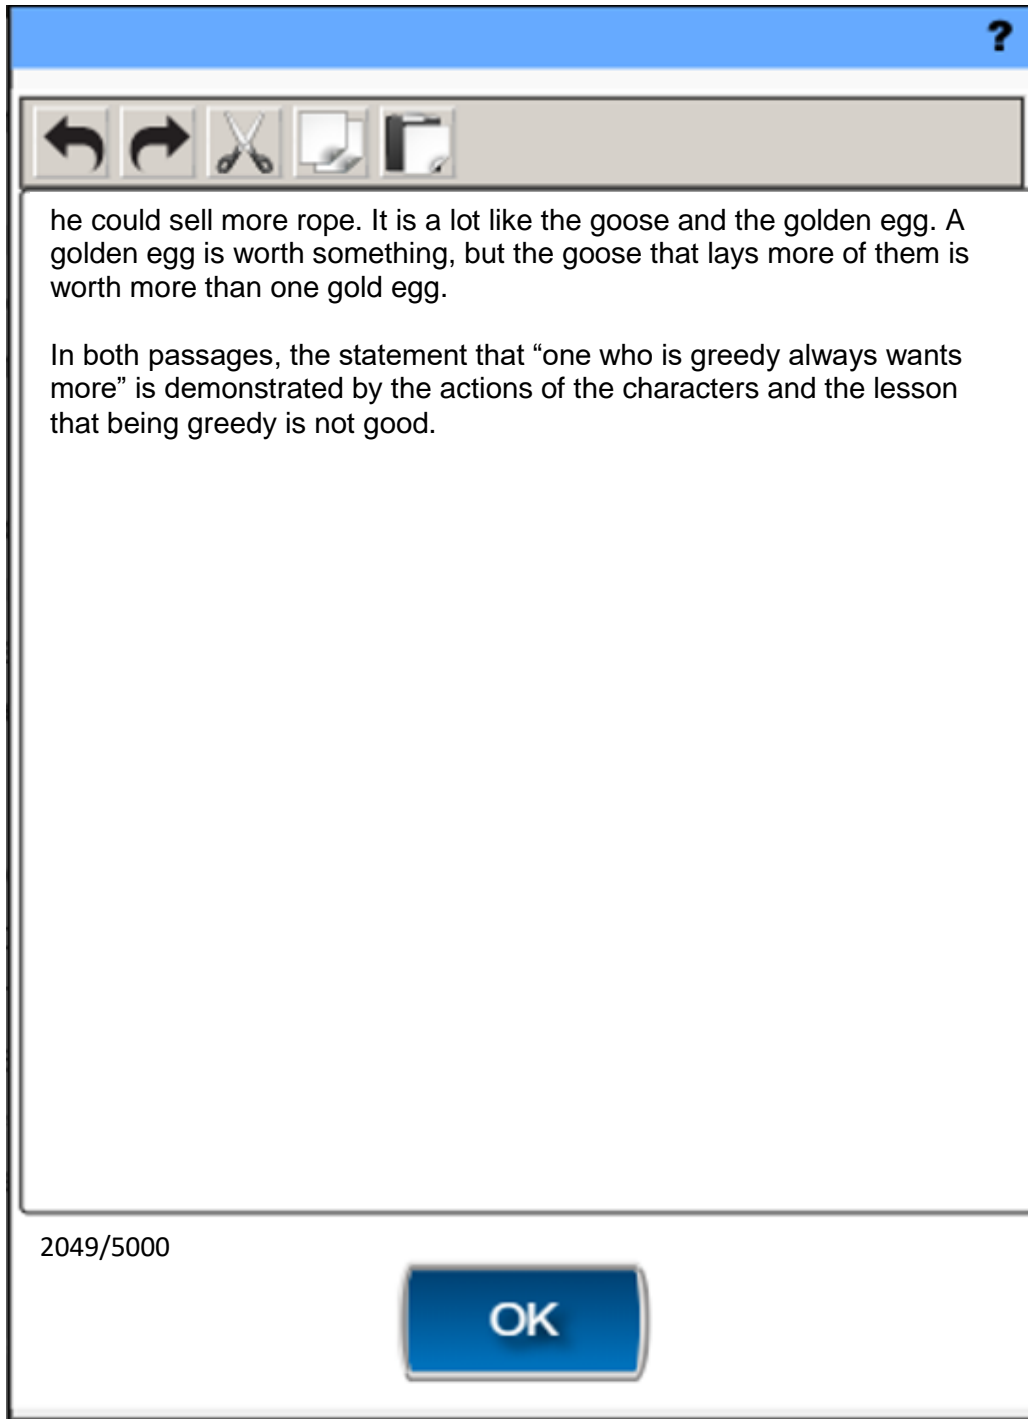 ?
he could sell more rope. It is a lot like the goose and the golden egg. A
golden egg is worth something, but the goose that lays more of them is
worth more than one gold egg.
In both passages, the statement that “one who is greedy always wants
more” is demonstrated by the actions of the characters and the lesson
that being greedy is not good.
2049/5000
OK